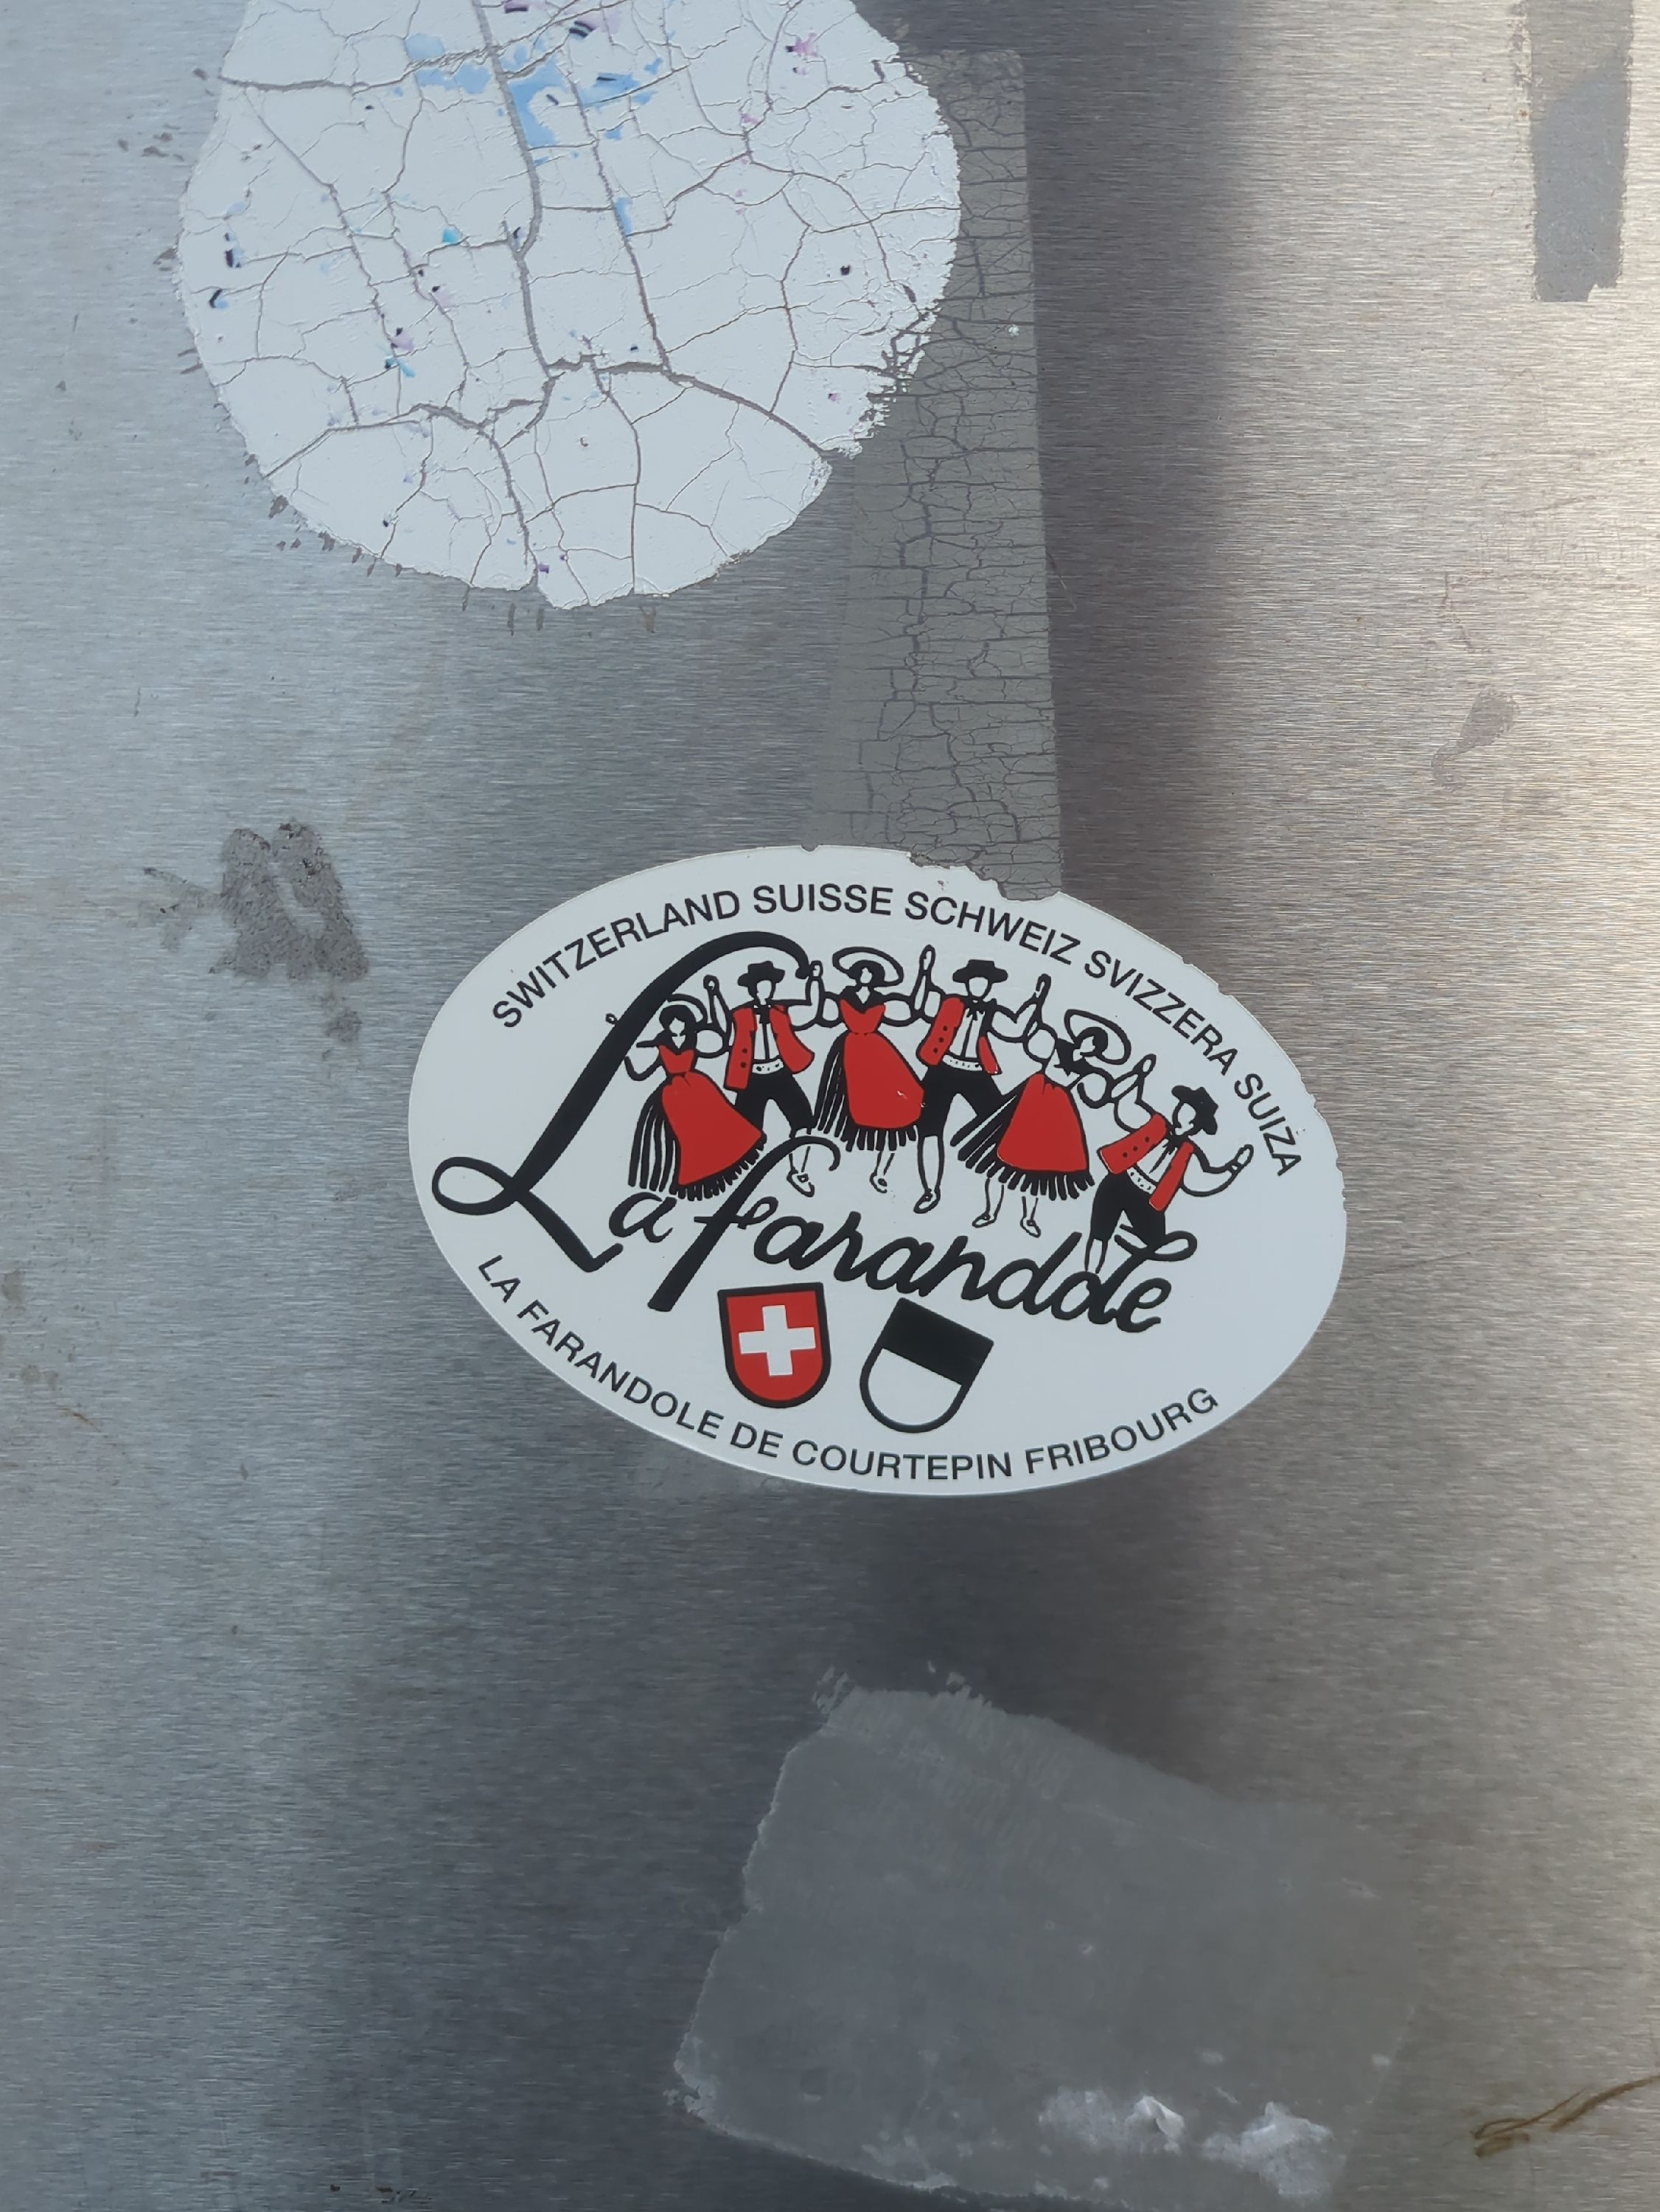 SWITZERLAND SUISSE SCHWEIZ SVIZZERA SUIZA
La farandole
LA FARANDOLE DE COURTEPIN FRIBOURG